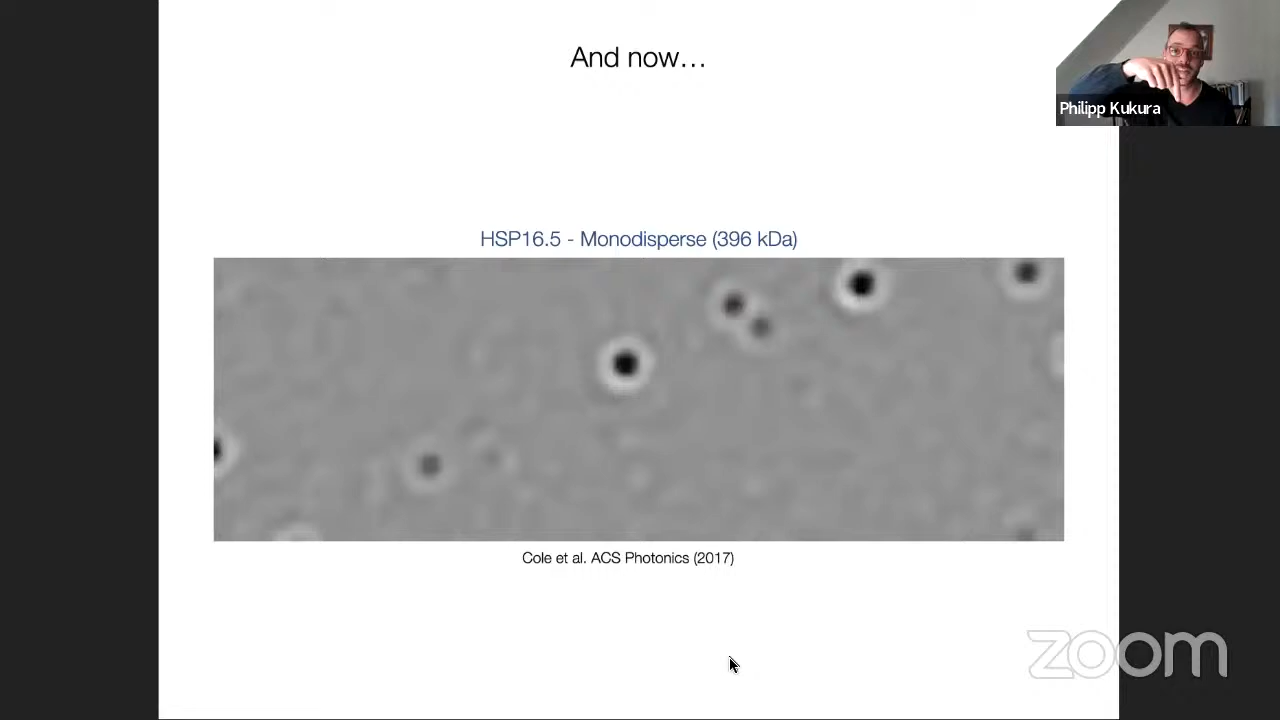 And now…
Philipp Kukura
HSP16.5 - Monodisperse (396 kDa)
Cole et al. ACS Photonics (2017)
zoom